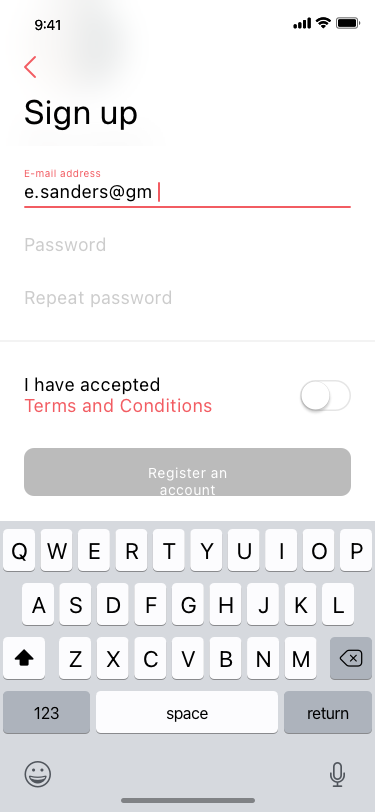 9:41
Sign up
E-mail address
e.sanders@gm
Password
Repeat password
I have accepted
Terms and Conditions
Register an
account
Q W E R T Y U I O P
A S D F G H J K L
Z X C V B N M
123 space return